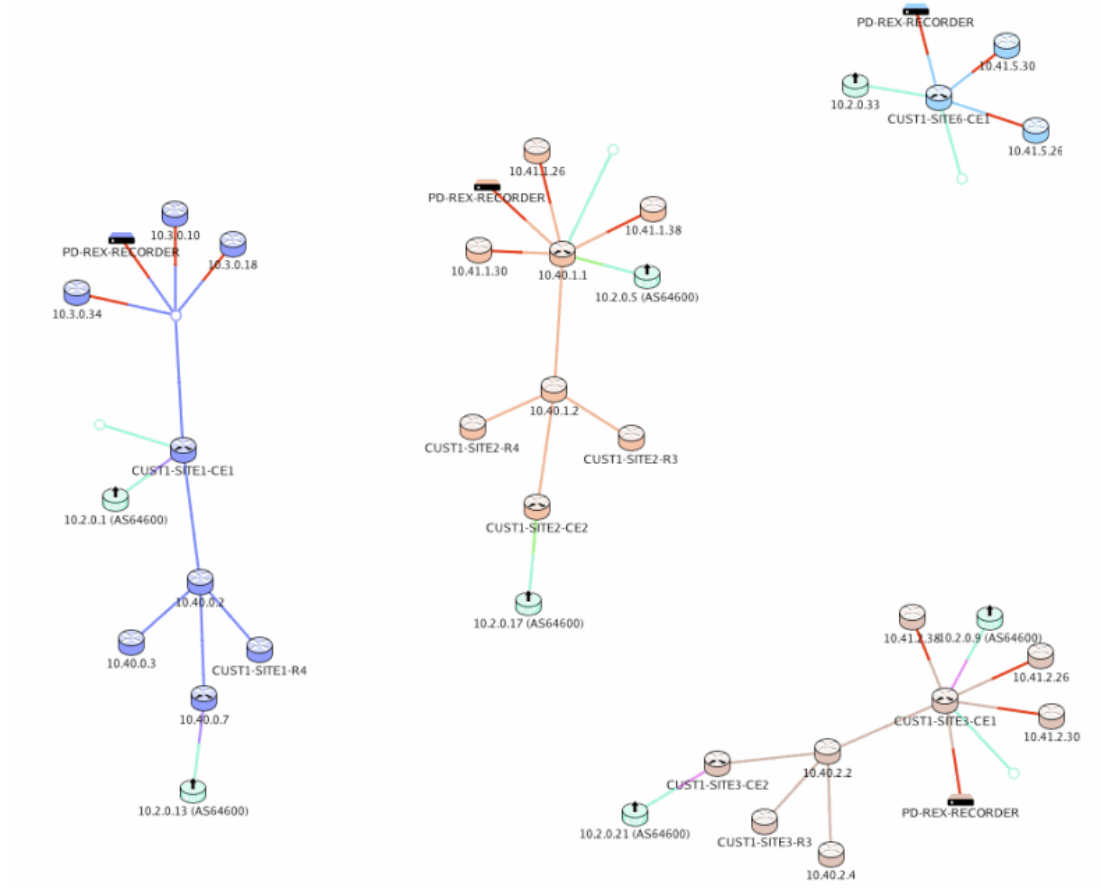 PD-REX-RECORDER
10.41.5.30
10.2.0.33
CUST1-SITE6-CE1
10.41.5.26
10.41.1.26
PD-REX-RECORDER
10.41.1.38
10.41.1.30
10.40.1.1
10.2.0.5 (AS64600)
10.40.1.2
CUST1-SITE2-R4
CUST1-SITE2-R3
CUST1-SITE2-CE2
10.2.0.17 (AS64600)
10.3.0.10
PD-REX-RECORDER
10.3.0.18
10.3.0.34
CUST1-SITE1-CE1
10.2.0.1 (AS64600)
10.40.0.2
10.40.0.3
CUST1-SITE1-R4
10.40.0.7
10.2.0.13 (AS64600)
10.41.2.38
10.2.0.9 (AS64600)
10.41.2.26
CUST1-SITE3-CE1
10.41.2.30
10.40.2.2
CUST1-SITE3-CE2
PD-REX-RECORDER
10.2.0.21 (AS64600)
CUST1-SITE3-R3
10.40.2.4